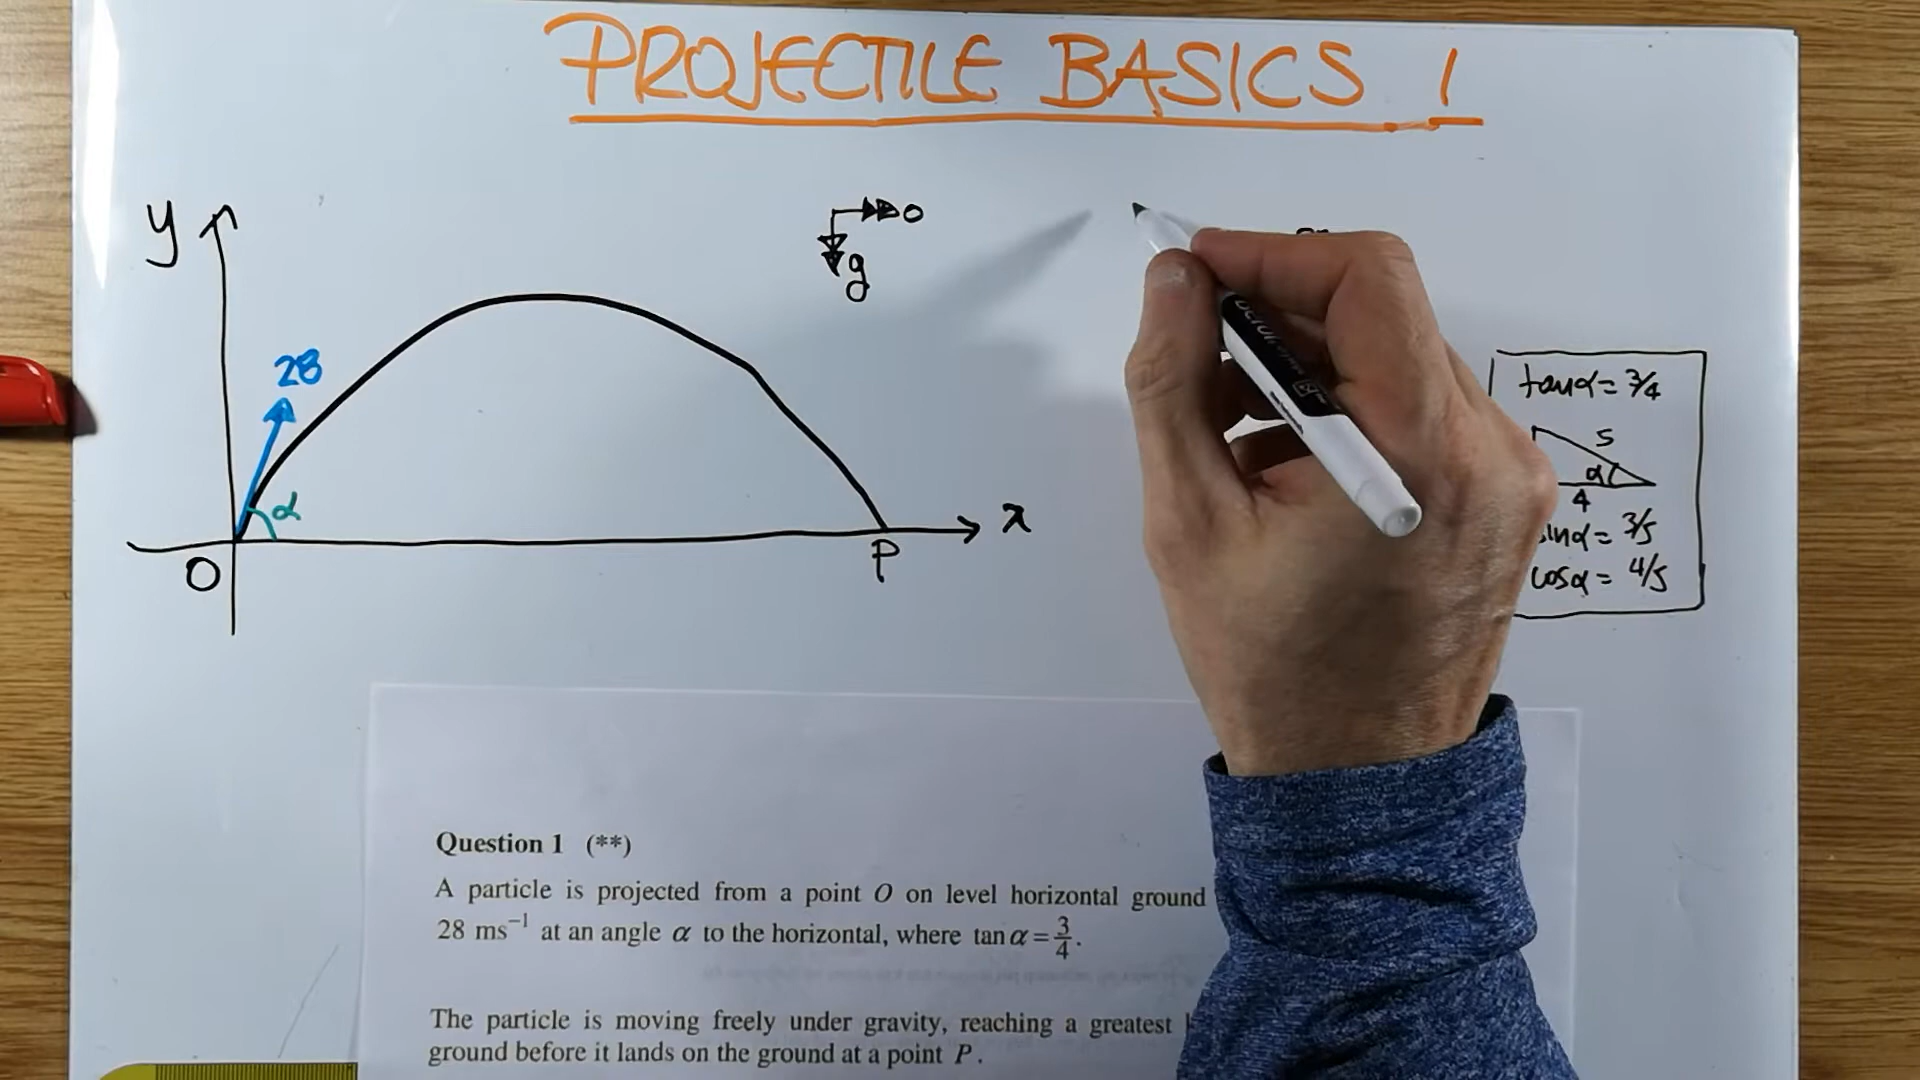 PROJECTILE BASICS 1
y
0
g
28
α
x
O
P
tanα = 3/4
5
α
4
sinα = 3/5
cosα = 4/5
Question 1 (**)
A particle is projected from a point O on level horizontal ground
28 ms⁻¹ at an angle α to the horizontal, where tan α = 3/4.
The particle is moving freely under gravity, reaching a greatest
ground before it lands on the ground at a point P.